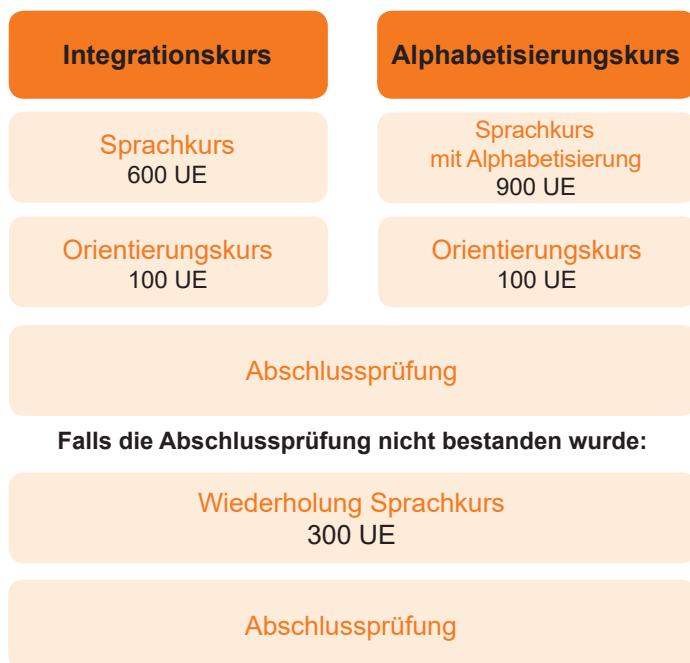 Integrationskurs
Alphabetisierungskurs
Sprachkurs
600 UE
Sprachkurs
mit Alphabetisierung
900 UE
Orientierungskurs
100 UE
Orientierungskurs
100 UE
Abschlussprüfung
Falls die Abschlussprüfung nicht bestanden wurde:
Wiederholung Sprachkurs
300 UE
Abschlussprüfung